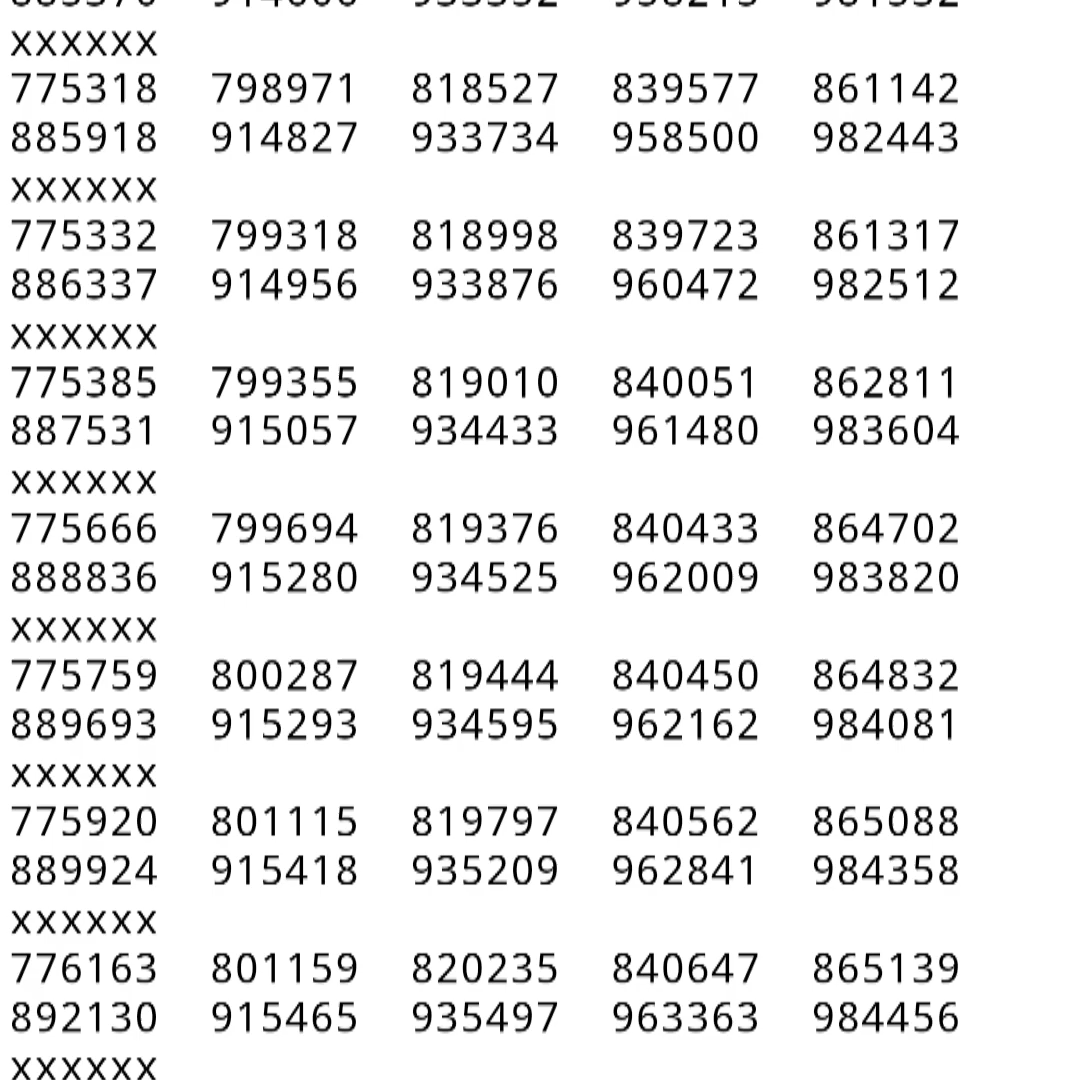 xxxxxx
775318 798971 818527 839577 861142
885918 914827 933734 958500 982443
xxxxxx
775332 799318 818998 839723 861317
886337 914956 933876 960472 982512
xxxxxx
775385 799355 819010 840051 862811
887531 915057 934433 961480 983604
xxxxxx
775666 799694 819376 840433 864702
888836 915280 934525 962009 983820
xxxxxx
775759 800287 819444 840450 864832
889693 915293 934595 962162 984081
xxxxxx
775920 801115 819797 840562 865088
889924 915418 935209 962841 984358
xxxxxx
776163 801159 820235 840647 865139
892130 915465 935497 963363 984456
xxxxxx